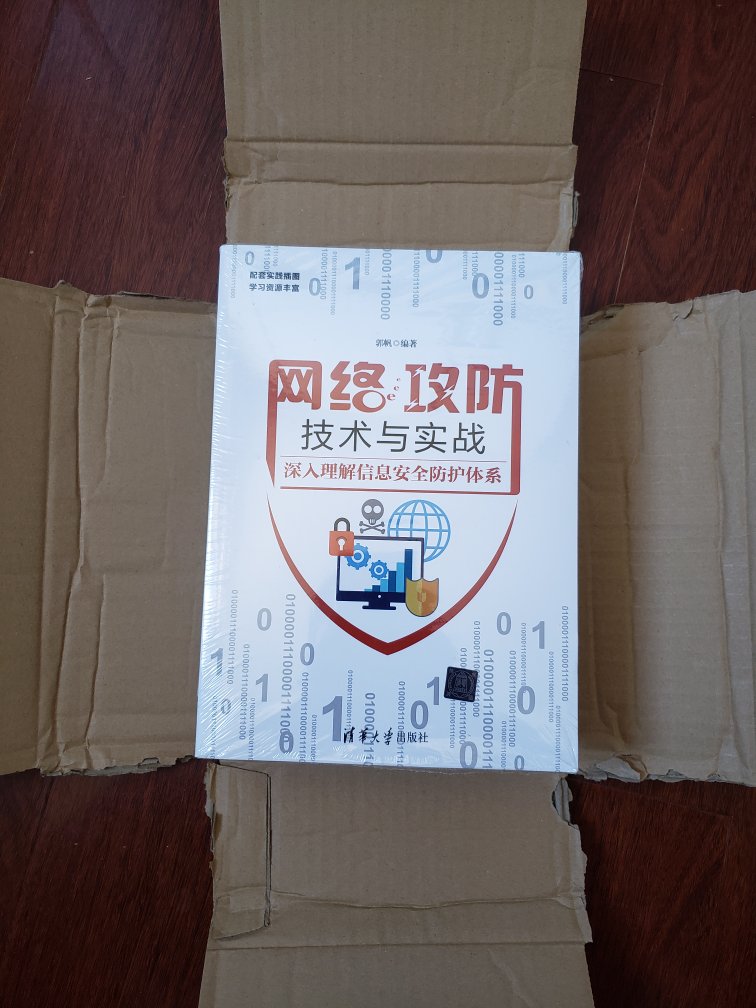 配套实践插图
学习资源丰富
郭帆◎编著
网络攻防
技术与实战
深入理解信息安全防护体系
清华大学出版社